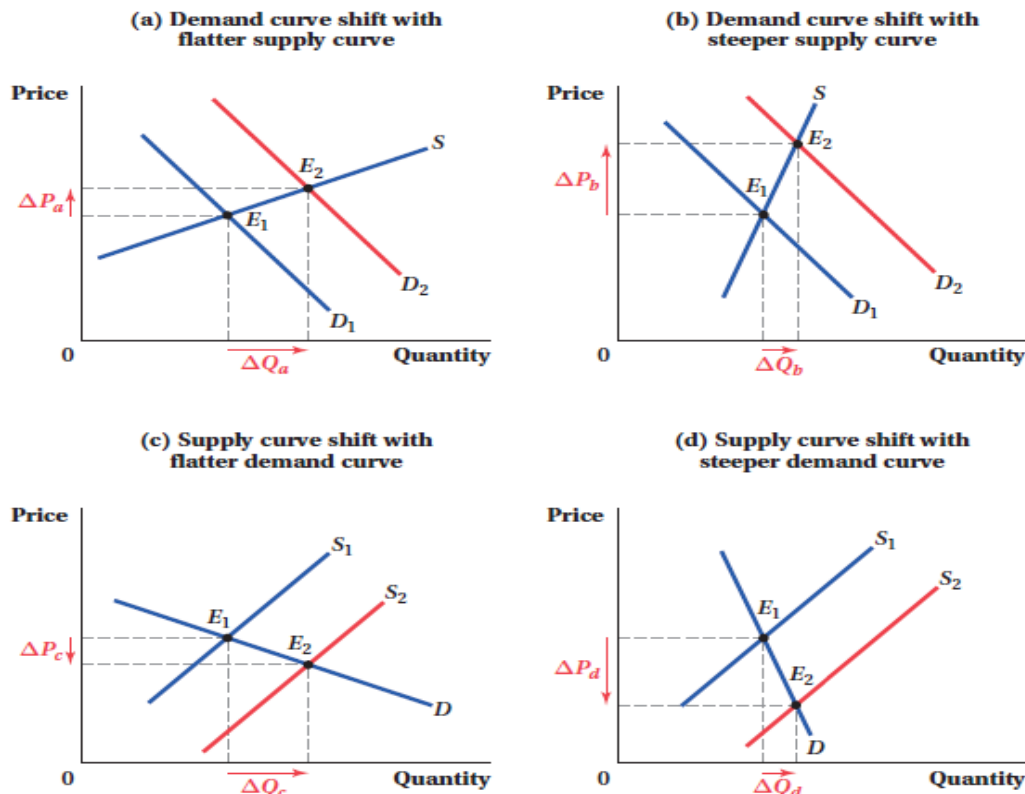 (a) Demand curve shift with
flatter supply curve
Price
S
E2
ΔPa
E1
D2
D1
0
Quantity
ΔQa
(b) Demand curve shift with
steeper supply curve
Price
S
E2
ΔPb
E1
D2
D1
0
Quantity
ΔQb
(c) Supply curve shift with
flatter demand curve
Price
S1
S2
E1
E2
ΔPc
D
0
Quantity
ΔQc
(d) Supply curve shift with
steeper demand curve
Price
S1
S2
E1
ΔPd
E2
D
0
Quantity
ΔQd